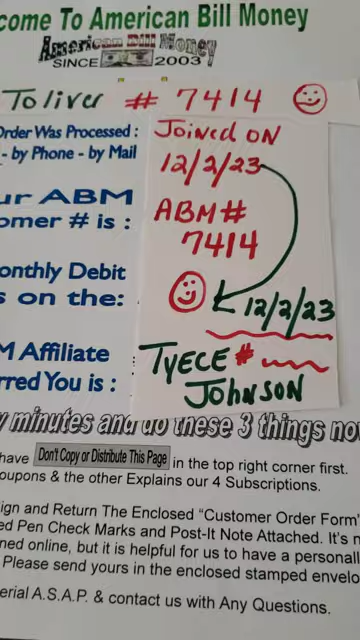 come To American Bill Money
American Bill Money
SINCE 2003
Toliver # 7414
Order Was Processed :
- by Phone - by Mail
Joined ON
12/2/23
ur ABM
omer # is :
ABM#
7414
onthly Debit
s on the:
12/2/23
M Affiliate
rred You is :
Tyece #
Johnson
minutes and do these 3 things now
have Don't Copy or Distribute This Page in the top right corner first.
oupons & the other Explains our 4 Subscriptions.
ign and Return The Enclosed "Customer Order Form"
ed Pen Check Marks and Post-It Note Attached. It's n
ned online, but it is helpful for us to have a personall
Please send yours in the enclosed stamped envelo
erial A.S.A.P. & contact us with Any Questions.